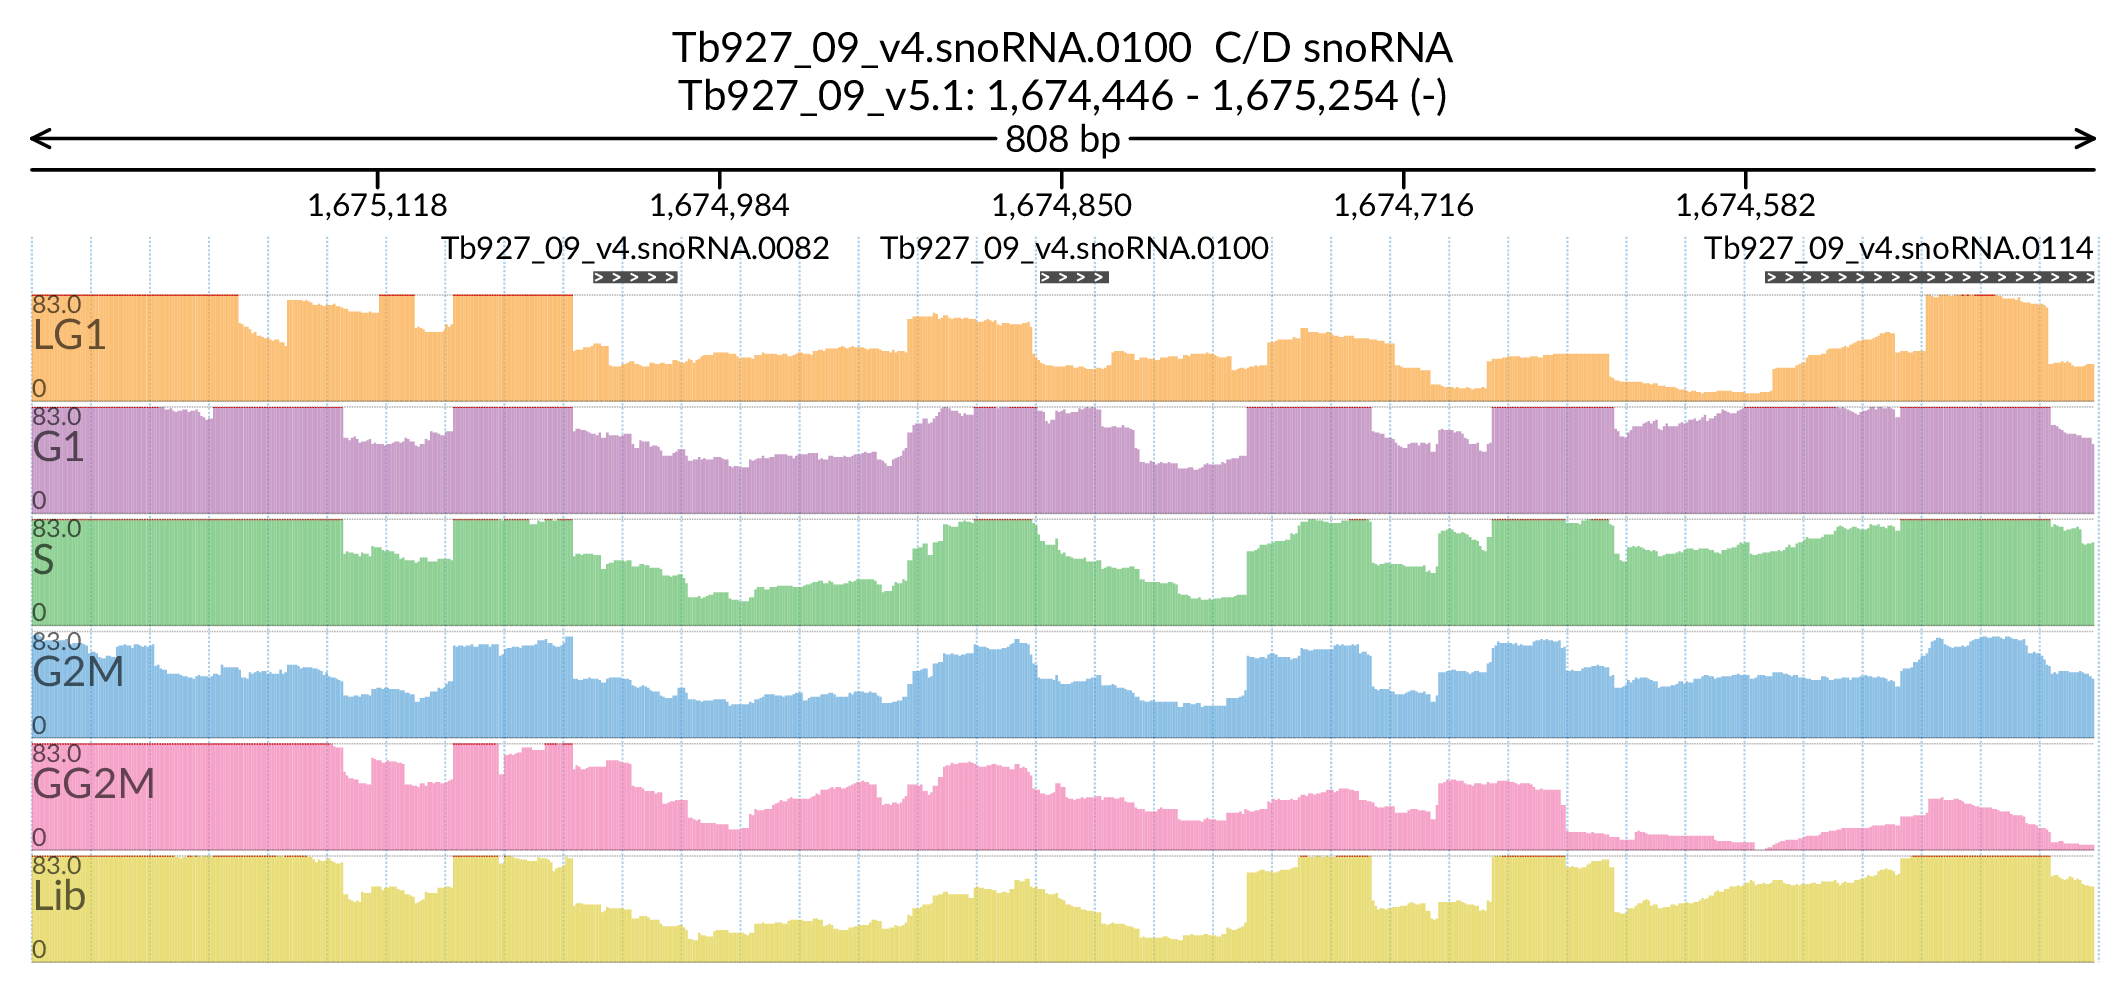 Tb927_09_v4.snoRNA.0100  C/D snoRNA
Tb927_09_v5.1: 1,674,446 - 1,675,254 (-)
808 bp
1,675,118 1,674,984 1,674,850 1,674,716 1,674,582
Tb927_09_v4.snoRNA.0082 Tb927_09_v4.snoRNA.0100 Tb927_09_v4.snoRNA.0114
83.0
LG1
0
83.0
G1
0
83.0
S
0
83.0
G2M
0
83.0
GG2M
0
83.0
Lib
0